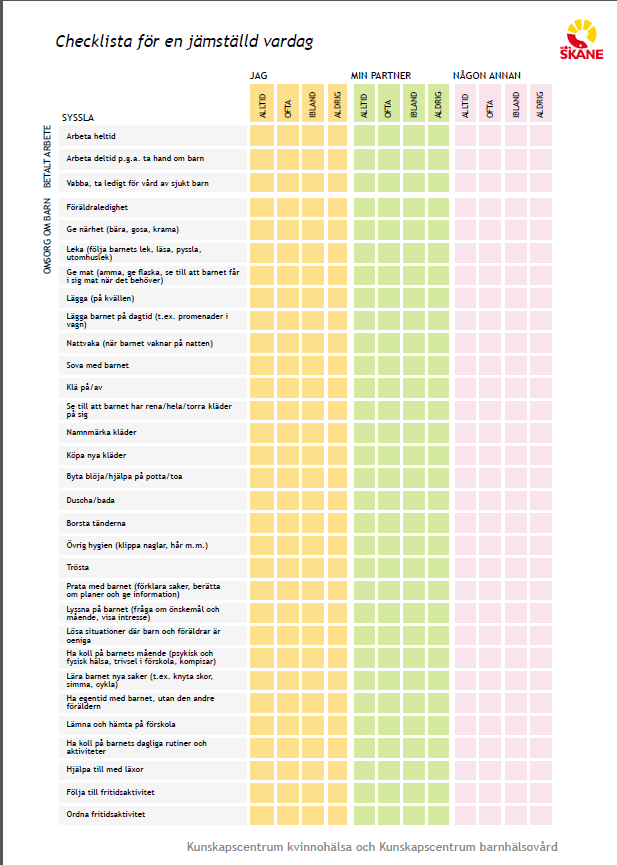 Checklista för en jämställd vardag
SKÅNE
JAG
MIN PARTNER
NÅGON ANNAN
SYSSLA
ALLTID
OFTA
IBLAND
ALDRIG
ALLTID
OFTA
IBLAND
ALDRIG
ALLTID
OFTA
IBLAND
ALDRIG
BETALT ARBETE
Arbeta heltid
Arbeta deltid p.g.a. ta hand om barn
Vabba, ta ledigt för vård av sjukt barn
OMSORG OM BARN
Föräldraledighet
Ge närhet (bära, gosa, krama)
Leka (följa barnets lek, läsa, pyssla,
utomhuslek)
Ge mat (amma, ge flaska, se till att barnet får
i sig mat när det behöver)
Lägga (på kvällen)
Lägga barnet på dagtid (t.ex. promenader i
vagn)
Nattvaka (när barnet vaknar på natten)
Sova med barnet
Klä på/av
Se till att barnet har rena/hela/torra kläder
på sig
Namnmärka kläder
Köpa nya kläder
Byta blöja/hjälpa på potta/toa
Duscha/bada
Borsta tänderna
Övrig hygien (klippa naglar, hår m.m.)
Trösta
Prata med barnet (förklara saker, berätta
om planer och ge information)
Lyssna på barnet (fråga om önskemål och
mående, visa intresse)
Lösa situationer där barn och föräldrar är
oeniga
Ha koll på barnets mående (psykisk och
fysisk hälsa, trivsel i förskola, kompisar)
Lära barnet nya saker (t.ex. knyta skor,
simma, cykla)
Ha egentid med barnet, utan den andre
föräldern
Lämna och hämta på förskola
Ha koll på barnets dagliga rutiner och
aktiviteter
Hjälpa till med läxor
Följa till fritidsaktivitet
Ordna fritidsaktivitet
Kunskapscentrum kvinnohälsa och Kunskapscentrum barnhälsovård